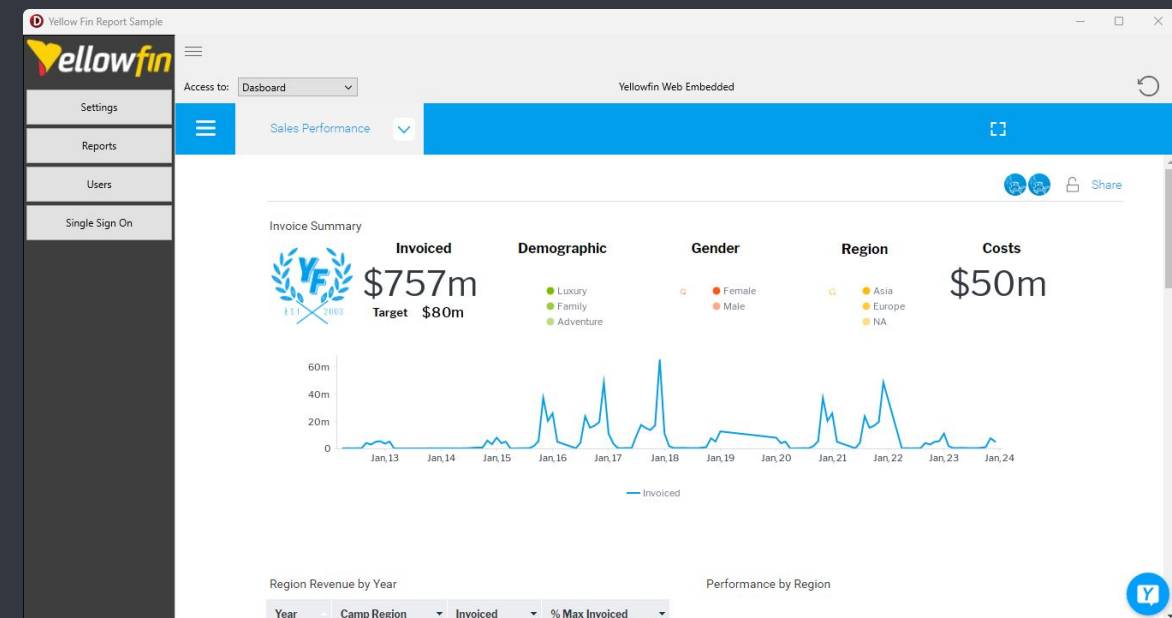 Yellow Fin Report Sample
Yellowfin
Settings
Reports
Users
Single Sign On
Access to: Dasboard
Yellowfin Web Embedded
Sales Performance
Share
Invoice Summary
YF
EST 2003
Invoiced
$757m
Target $80m
Demographic
Luxury
Family
Adventure
Gender
Female
Male
Region
Asia
Europe
NA
Costs
$50m
60m
40m
20m
0
Jan,13 Jan,14 Jan,15 Jan,16 Jan,17 Jan,18 Jan,19 Jan,20 Jan,21 Jan,22 Jan,23 Jan,24
Invoiced
Region Revenue by Year
Year Camp Region Invoiced % Max Invoiced
Performance by Region
Y